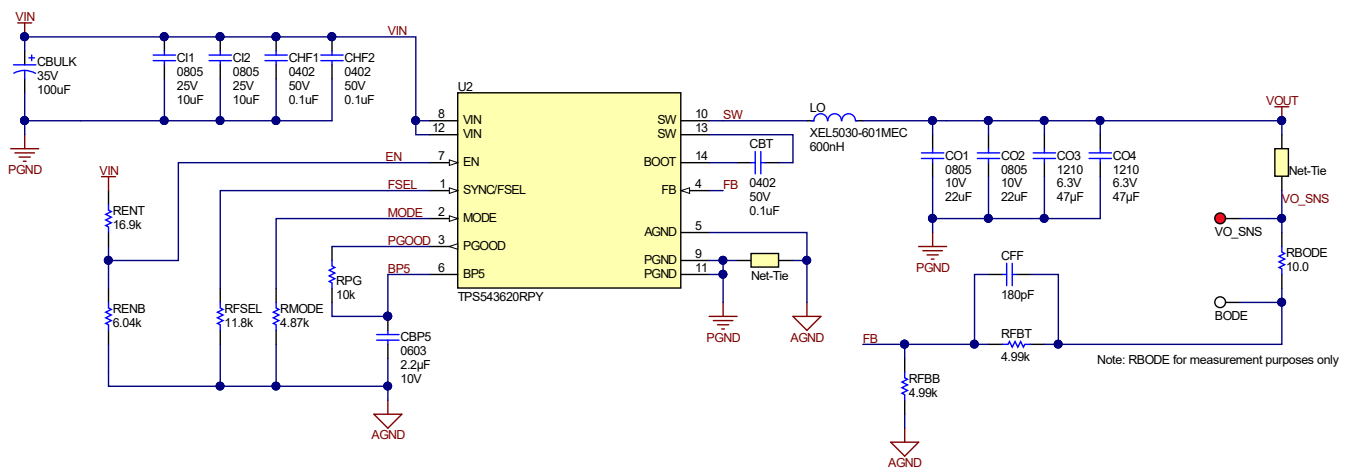 VIN
CBULK
35V
100uF
PGND
CI1
0805
25V
10uF
CI2
0805
25V
10uF
CHF1
0402
50V
0.1uF
CHF2
0402
50V
0.1uF
VIN
U2
8
VIN
12
VIN
EN
7
EN
FSEL
1
SYNC/FSEL
MODE
2
MODE
PGOOD
3
PGOOD
BP5
6
BP5
SW
10
SW
SW
13
BOOT
14
FB
4
FB
AGND
5
PGND
9
PGND
11
TPS543620RPY
VIN
RENT
16.9k
RENB
6.04k
RFSEL
11.8k
RMODE
4.87k
RPG
10k
CBP5
0603
2.2µF
10V
AGND
CBT
0402
50V
0.1uF
Net-Tie
PGND
AGND
LO
XEL5030-601MEC
600nH
CO1
0805
10V
22uF
CO2
0805
10V
22uF
CO3
1210
6.3V
47µF
CO4
1210
6.3V
47µF
PGND
VOUT
Net-Tie
VO_SNS
VO_SNS
RBODE
10.0
BODE
CFF
180pF
FB
RFBT
4.99k
Note: RBODE for measurement purposes only
RFBB
4.99k
AGND